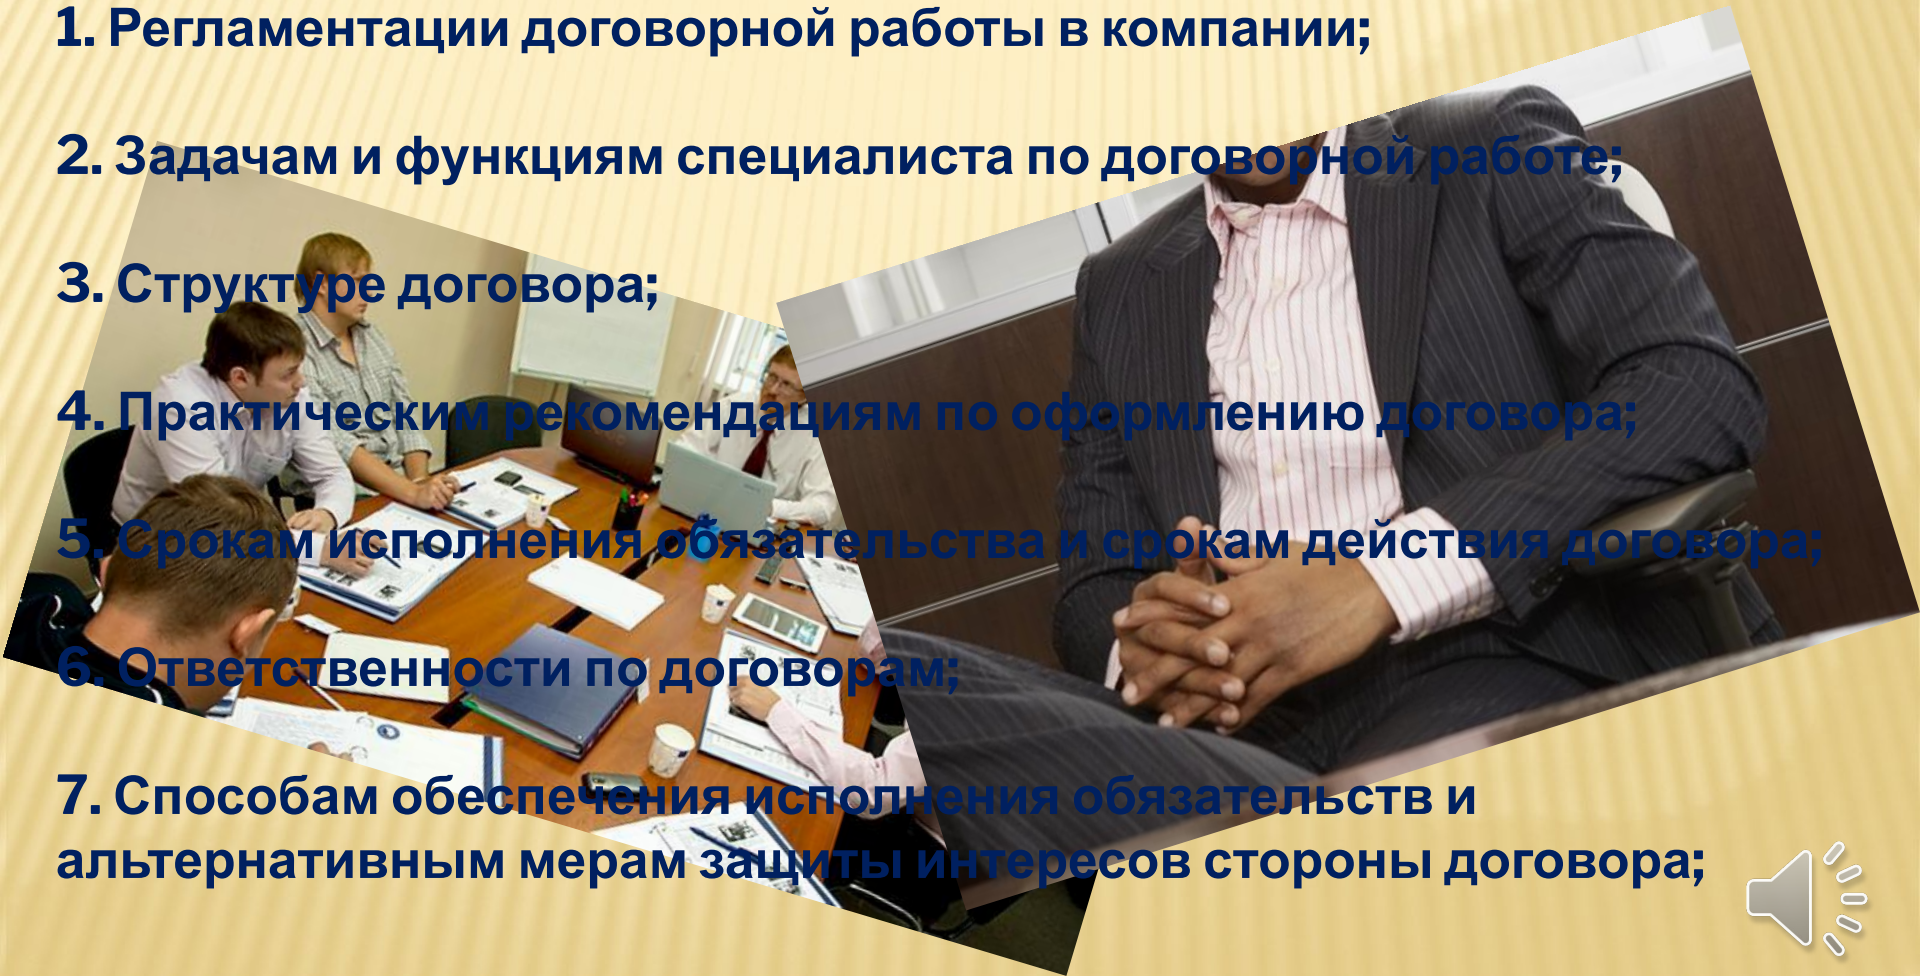 1. Регламентации договорной работы в компании;
2. Задачам и функциям специалиста по договорной работе;
3. Структуре договора;
4. Практическим рекомендациям по оформлению договора;
5. Срокам исполнения обязательства и срокам действия договора;
6. Ответственности по договорам;
7. Способам обеспечения исполнения обязательств и
альтернативным мерам защиты интересов стороны договора;